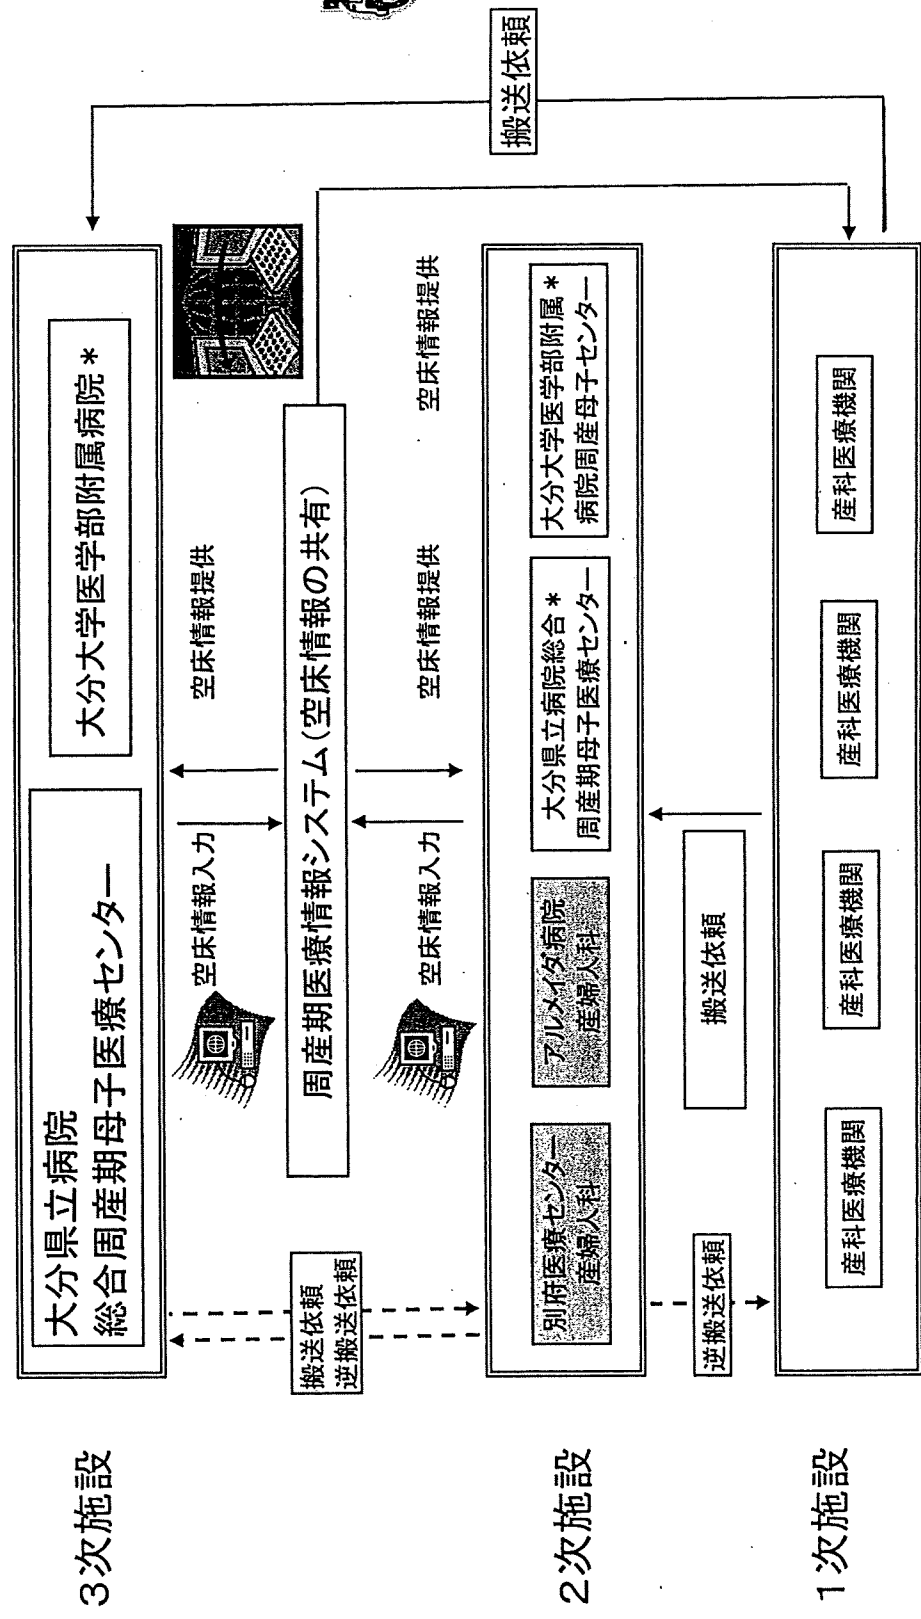 3次施設
大分県立病院
総合周産期母子医療センター
大分大学医学部附属病院*
空床情報入力
空床情報提供
搬送依頼
逆搬送依頼
周産期医療情報システム(空床情報の共有)
搬送依頼
空床情報入力
空床情報提供
空床情報提供
2次施設
別府医療センター
産婦人科
アルメイダ病院
産婦人科
大分県立病院総合*
周産期母子医療センター
大分大学医学部附属*
病院周産母子センター
逆搬送依頼
搬送依頼
1次施設
産科医療機関
産科医療機関
産科医療機関
産科医療機関